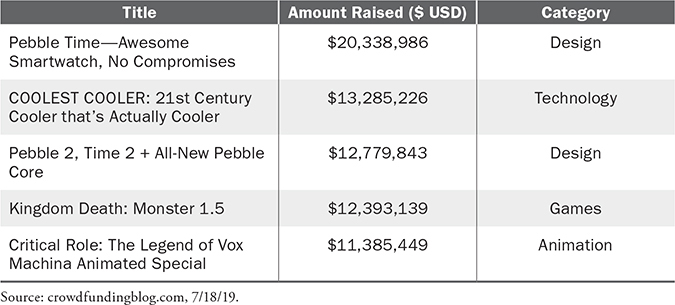 Title Amount Raised ($ USD) Category
Pebble Time—Awesome
Smartwatch, No Compromises $20,338,986 Design
COOLEST COOLER: 21st Century
Cooler that’s Actually Cooler $13,285,226 Technology
Pebble 2, Time 2 + All-New Pebble
Core $12,779,843 Design
Kingdom Death: Monster 1.5 $12,393,139 Games
Critical Role: The Legend of Vox
Machina Animated Special $11,385,449 Animation
Source: crowdfundingblog.com, 7/18/19.